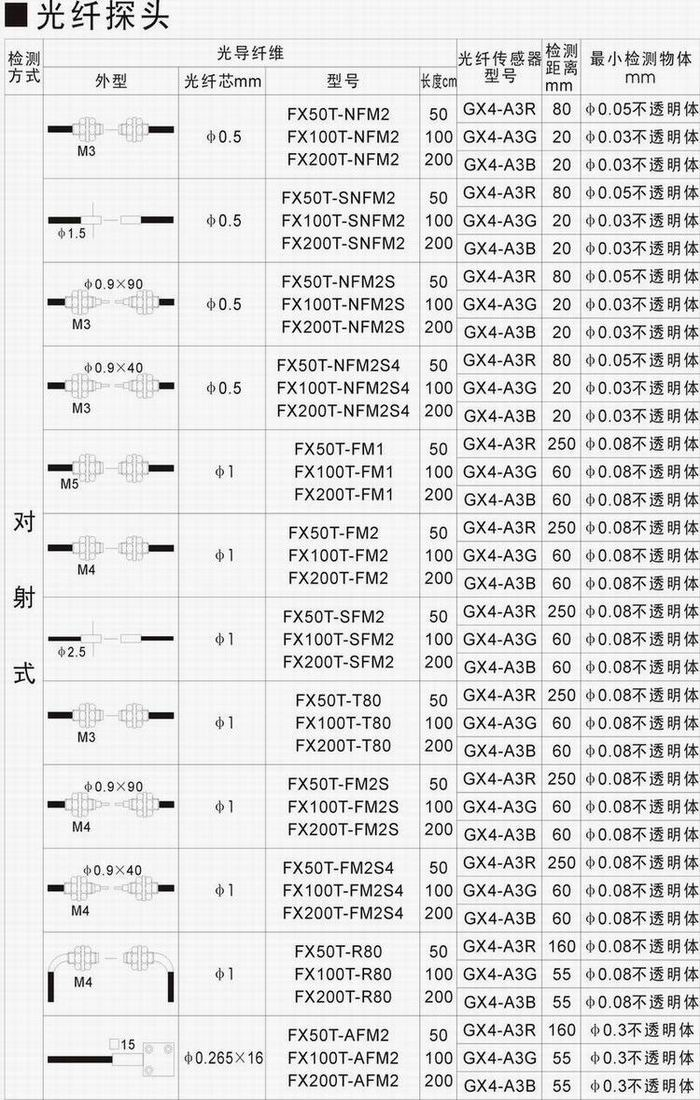 ■光纤探头
检测方式 光导纤维 光纤传感器型号 检测距离mm 最小检测物体mm
外型 光纤芯mm 型号 长度cm
对射式
M3 φ0.5
FX50T-NFM2 50
FX100T-NFM2 100
FX200T-NFM2 200
GX4-A3R 80 φ0.05不透明体
GX4-A3G 20 φ0.03不透明体
GX4-A3B 20 φ0.03不透明体
φ1.5 φ0.5
FX50T-SNFM2 50
FX100T-SNFM2 100
FX200T-SNFM2 200
GX4-A3R 80 φ0.05不透明体
GX4-A3G 20 φ0.03不透明体
GX4-A3B 20 φ0.03不透明体
φ0.9×90 M3 φ0.5
FX50T-NFM2S 50
FX100T-NFM2S 100
FX200T-NFM2S 200
GX4-A3R 80 φ0.05不透明体
GX4-A3G 20 φ0.03不透明体
GX4-A3B 20 φ0.03不透明体
φ0.9×40 M3 φ0.5
FX50T-NFM2S4 50
FX100T-NFM2S4 100
FX200T-NFM2S4 200
GX4-A3R 80 φ0.05不透明体
GX4-A3G 20 φ0.03不透明体
GX4-A3B 20 φ0.03不透明体
M5 φ1
FX50T-FM1 50
FX100T-FM1 100
FX200T-FM1 200
GX4-A3R 250 φ0.08不透明体
GX4-A3G 60 φ0.08不透明体
GX4-A3B 60 φ0.08不透明体
M4 φ1
FX50T-FM2 50
FX100T-FM2 100
FX200T-FM2 200
GX4-A3R 250 φ0.08不透明体
GX4-A3G 60 φ0.08不透明体
GX4-A3B 60 φ0.08不透明体
φ2.5 φ1
FX50T-SFM2 50
FX100T-SFM2 100
FX200T-SFM2 200
GX4-A3R 250 φ0.08不透明体
GX4-A3G 60 φ0.08不透明体
GX4-A3B 60 φ0.08不透明体
M3 φ1
FX50T-T80 50
FX100T-T80 100
FX200T-T80 200
GX4-A3R 250 φ0.08不透明体
GX4-A3G 60 φ0.08不透明体
GX4-A3B 60 φ0.08不透明体
φ0.9×90 M4 φ1
FX50T-FM2S 50
FX100T-FM2S 100
FX200T-FM2S 200
GX4-A3R 250 φ0.08不透明体
GX4-A3G 60 φ0.08不透明体
GX4-A3B 60 φ0.08不透明体
φ0.9×40 M4 φ1
FX50T-FM2S4 50
FX100T-FM2S4 100
FX200T-FM2S4 200
GX4-A3R 250 φ0.08不透明体
GX4-A3G 60 φ0.08不透明体
GX4-A3B 60 φ0.08不透明体
M4 φ1
FX50T-R80 50
FX100T-R80 100
FX200T-R80 200
GX4-A3R 160 φ0.08不透明体
GX4-A3G 55 φ0.08不透明体
GX4-A3B 55 φ0.08不透明体
□15 φ0.265×16
FX50T-AFM2 50
FX100T-AFM2 100
FX200T-AFM2 200
GX4-A3R 160 φ0.3不透明体
GX4-A3G 55 φ0.3不透明体
GX4-A3B 55 φ0.3不透明体